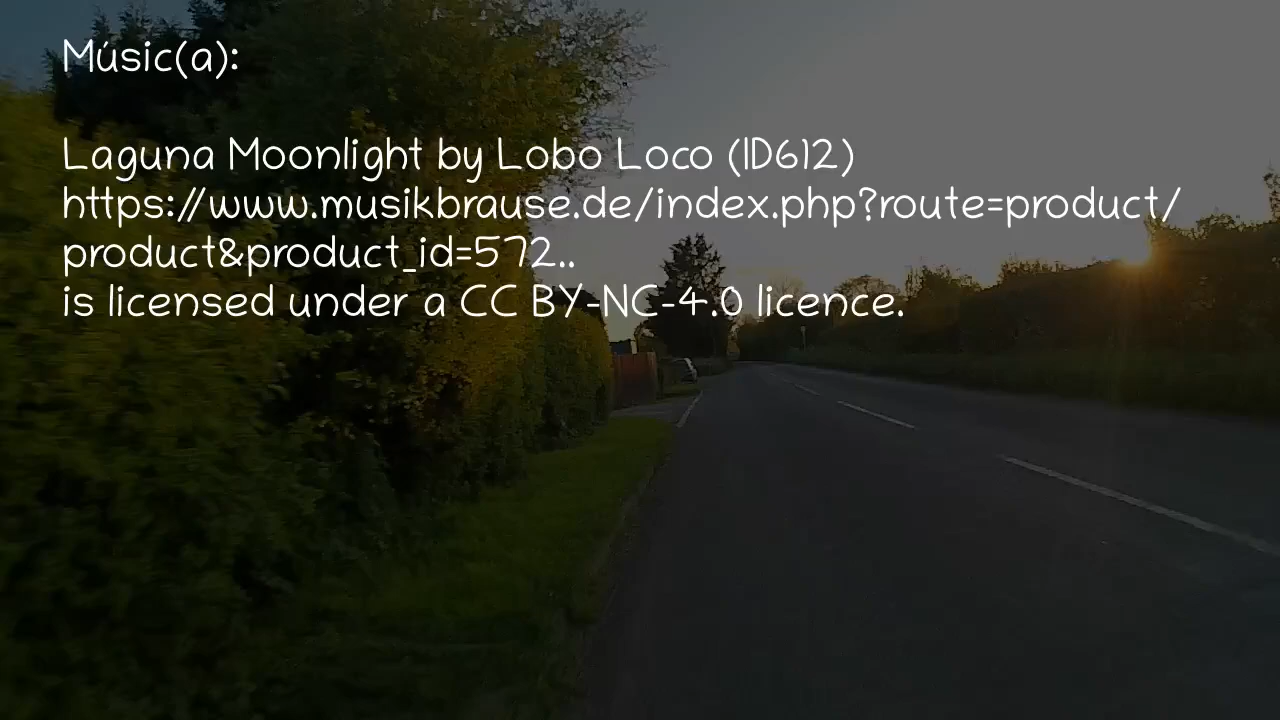 Músic(a):
Laguna Moonlight by Lobo Loco (ID612)
https://www.musikbrause.de/index.php?route=product/
product&product_id=572..
is licensed under a CC BY-NC-4.0 licence.